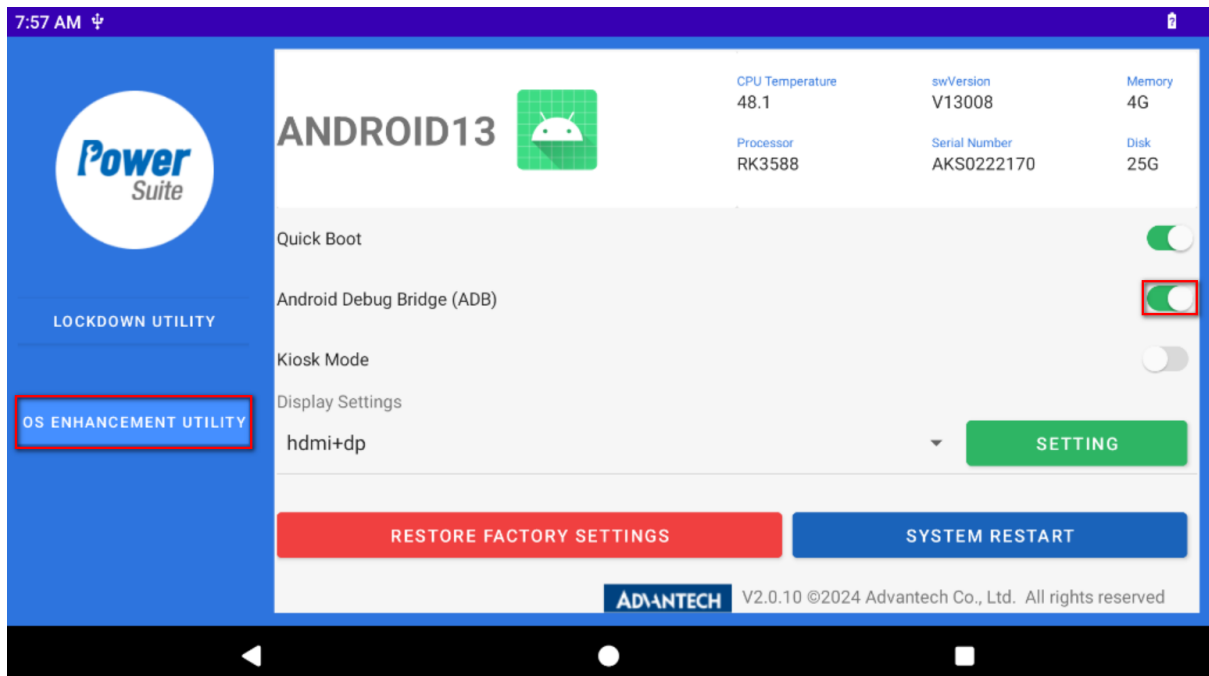 7:57 AM
Power
Suite
LOCKDOWN UTILITY
OS ENHANCEMENT UTILITY
ANDROID13
CPU Temperature
48.1
swVersion
V13008
Memory
4G
Processor
RK3588
Serial Number
AKS0222170
Disk
25G
Quick Boot
Android Debug Bridge (ADB)
Kiosk Mode
Display Settings
hdmi+dp
SETTING
RESTORE FACTORY SETTINGS
SYSTEM RESTART
ADVANTECH V2.0.10 ©2024 Advantech Co., Ltd. All rights reserved